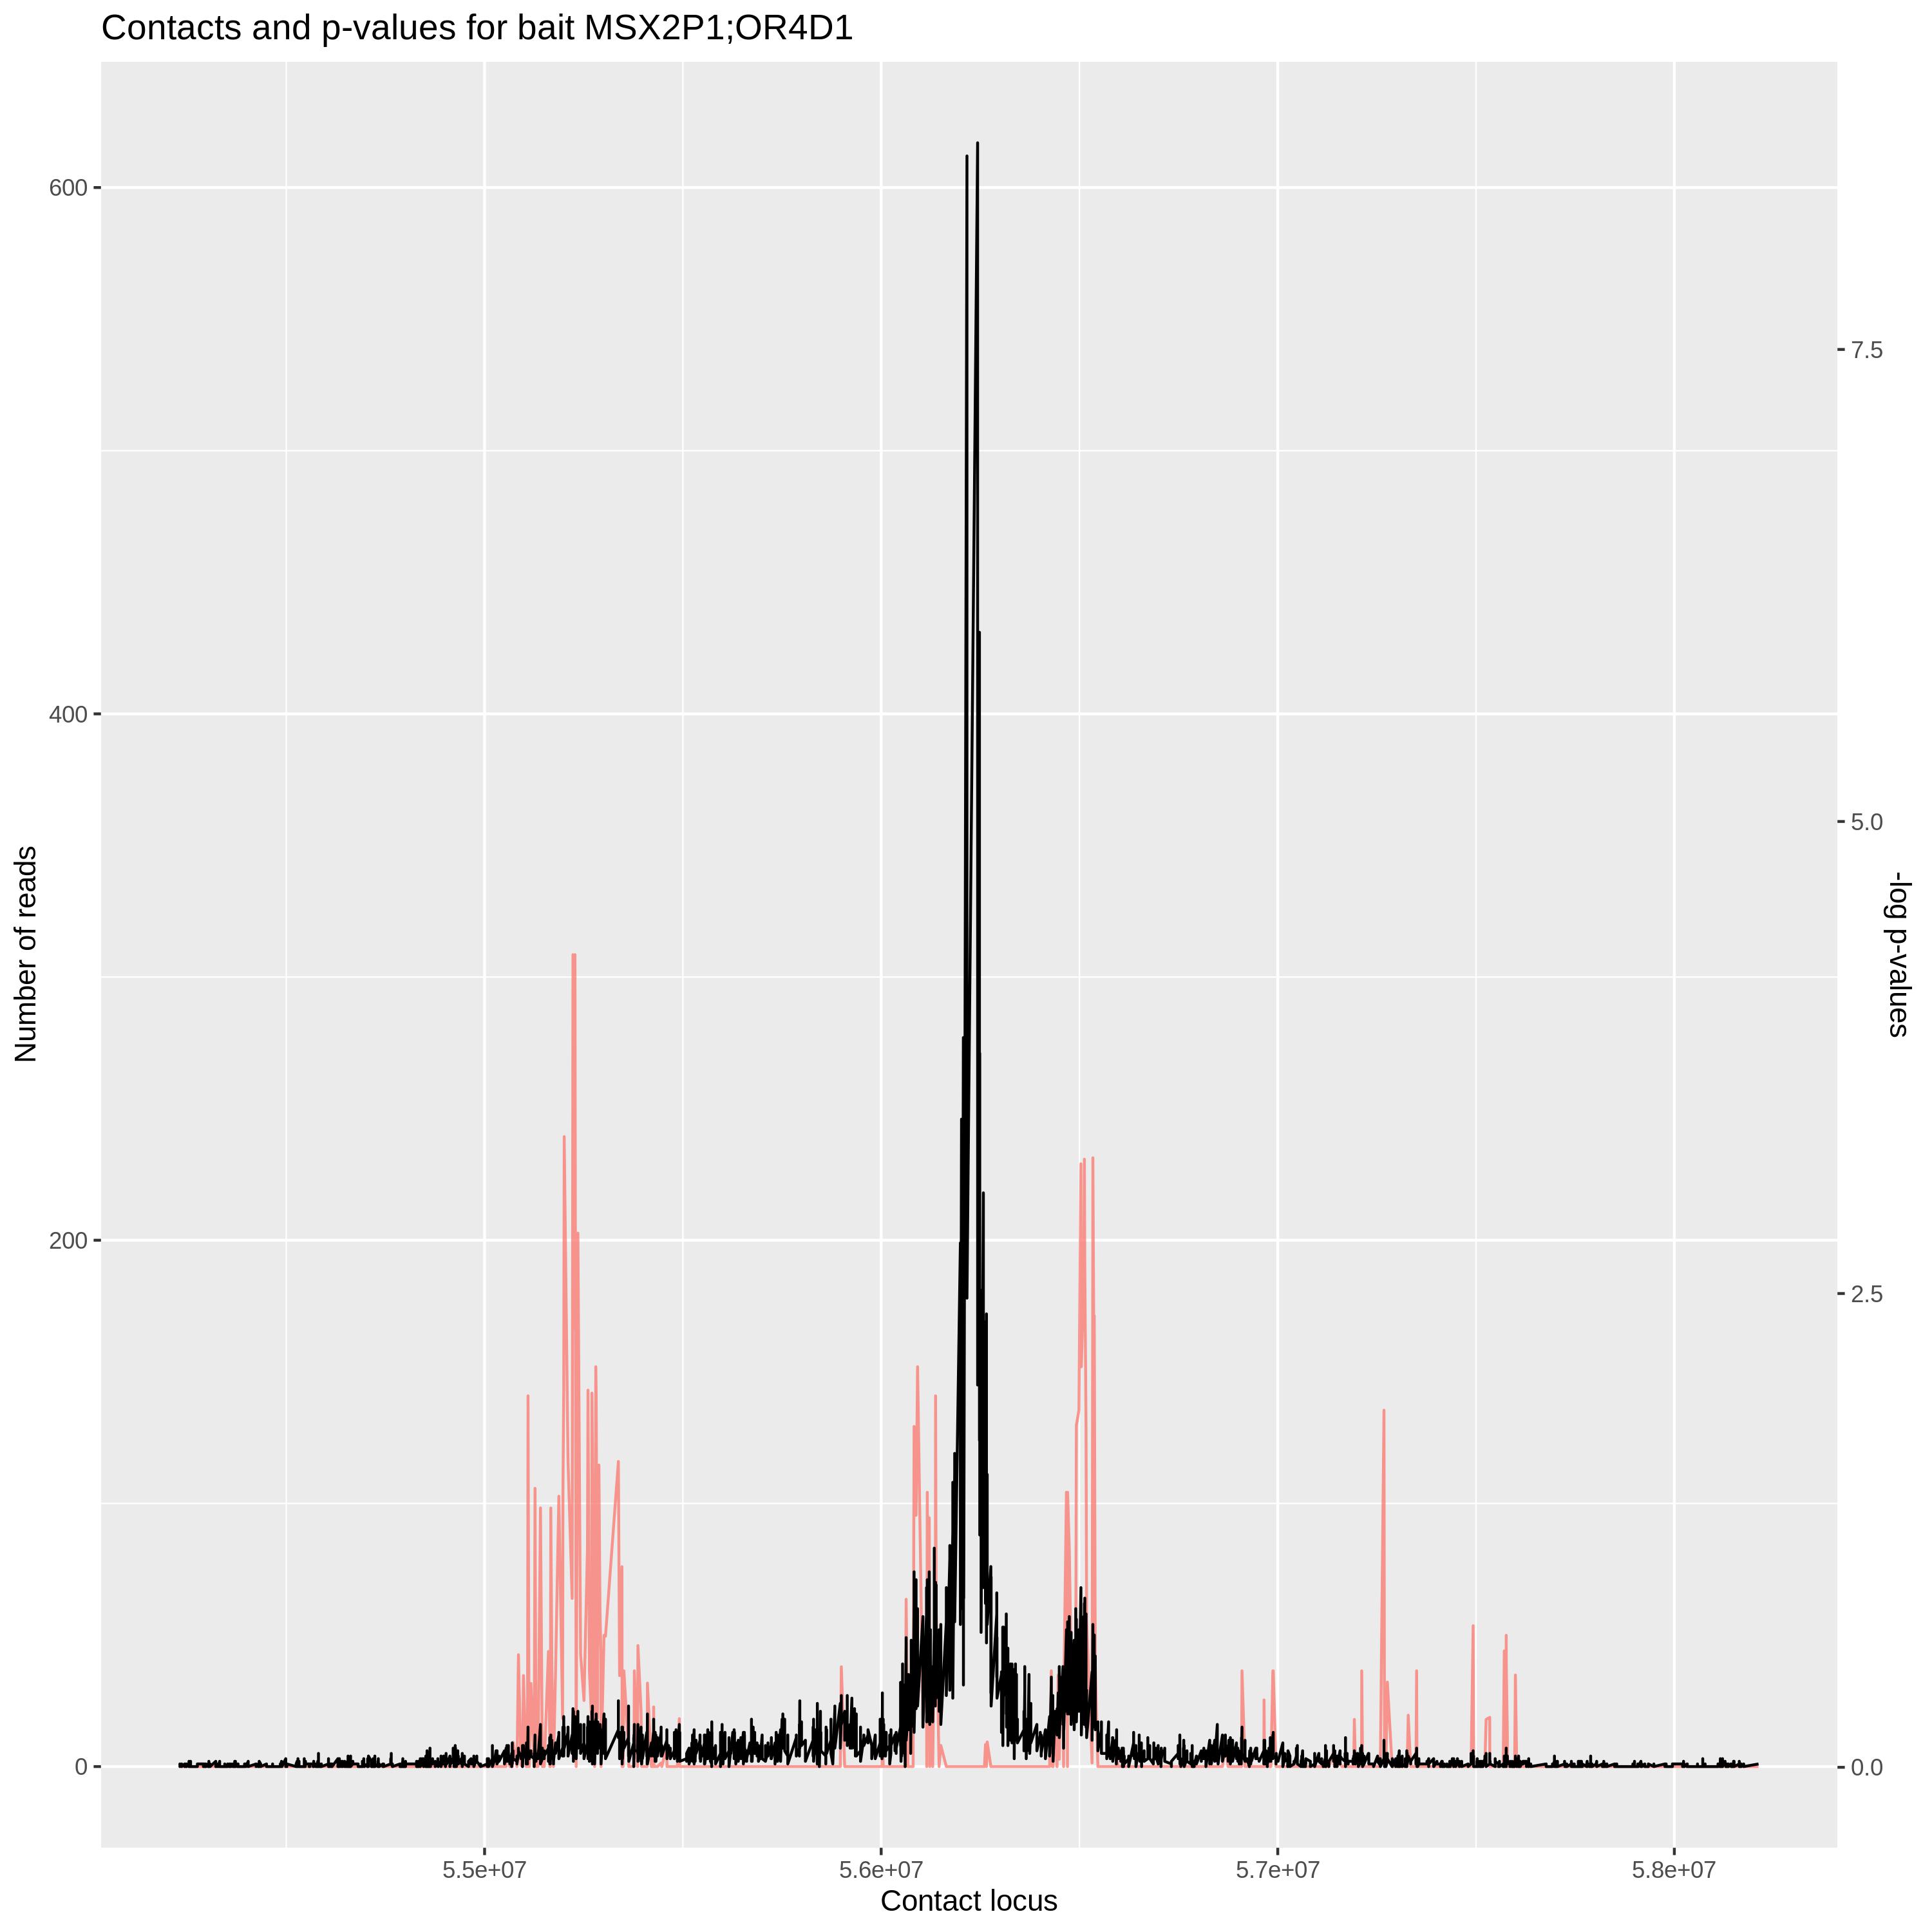 Contacts and p-values for bait MSX2P1;OR4D1
600
400
200
0
Number of reads
7.5
5.0
2.5
0.0
-log p-values
5.5e+07
5.6e+07
5.7e+07
5.8e+07
Contact locus